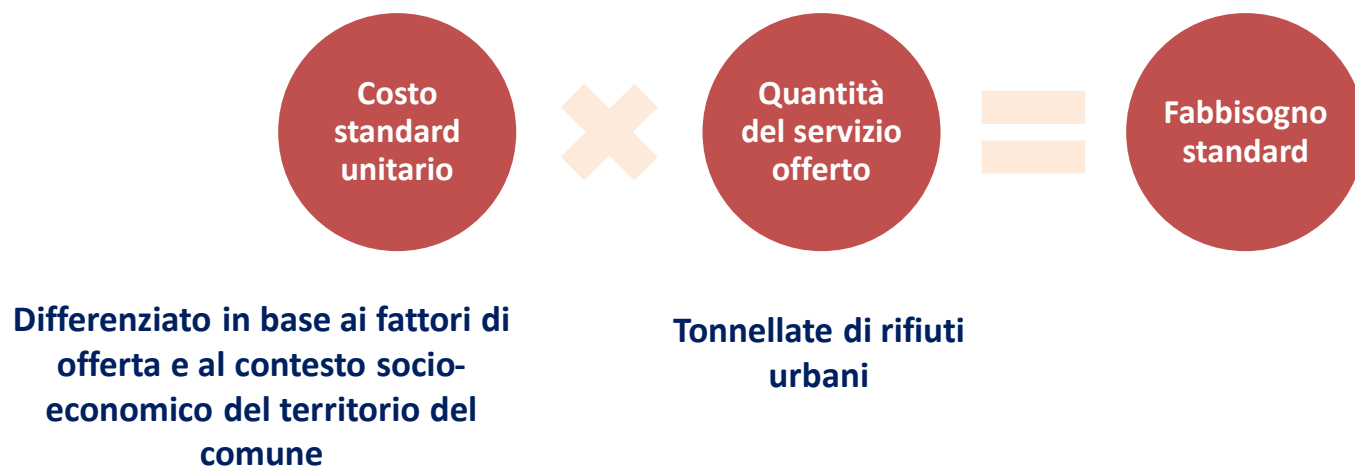 Costo
standard
unitario
Quantità
del servizio
offerto
Fabbisogno
standard
Differenziato in base ai fattori di
offerta e al contesto socio-
economico del territorio del
comune
Tonnellate di rifiuti
urbani